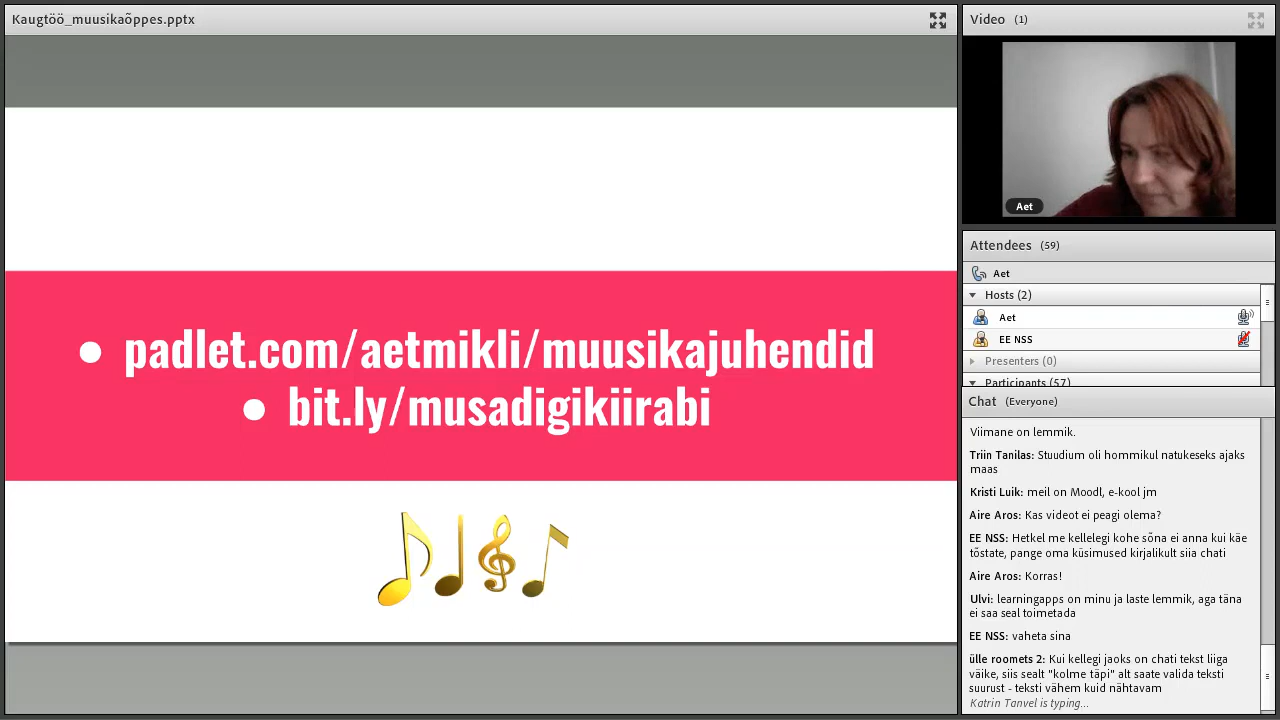 Kaugtöö_muusikaõppes.pptx
● padlet.com/aetmikli/muusikajuhendid
● bit.ly/musadigikiirabi
Video (1)
Aet
Attendees (59)
Aet
Hosts (2)
Aet
EE NSS
Presenters (0)
Participants (57)
Chat (Everyone)
Viimane on lemmik.
Triin Tanilas: Stuudium oli hommikul natukeseks ajaks
maas
Kristi Luik: meil on Moodl, e-kool jm
Aire Aros: Kas videot ei peagi olema?
EE NSS: Hetkel me kellelegi kohe sõna ei anna kui käe
tõstate, pange oma küsimused kirjalikult siia chati
Aire Aros: Korras!
Ulvi: learningapps on minu ja laste lemmik, aga täna
ei saa seal toimetada
EE NSS: vaheta sina
ülle roomets 2: Kui kellegi jaoks on chati tekst liiga
väike, siis sealt "kolme täpi" alt saate valida teksti
suurust - teksti vähem kuid nähtavam
Katrin Tanvel is typing...